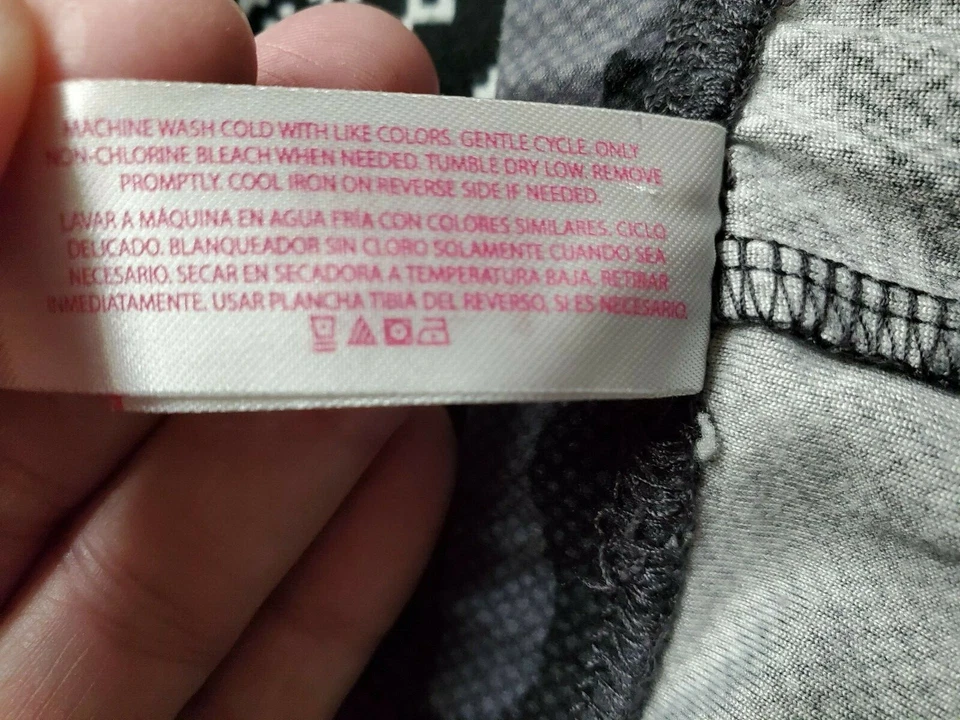 MACHINE WASH COLD WITH LIKE COLORS. GENTLE CYCLE. ONLY
NON-CHLORINE BLEACH WHEN NEEDED. TUMBLE DRY LOW. REMOVE
PROMPTLY. COOL IRON ON REVERSE SIDE IF NEEDED.
LAVAR A MÁQUINA EN AGUA FRÍA CON COLORES SIMILARES. CICLO
DELICADO. BLANQUEADOR SIN CLORO SOLAMENTE CUANDO SEA
NECESARIO. SECAR EN SECADORA A TEMPERATURA BAJA. RETIRAR
INMEDIATAMENTE. USAR PLANCHA TIBIA DEL REVERSO, SI ES NECESARIO.